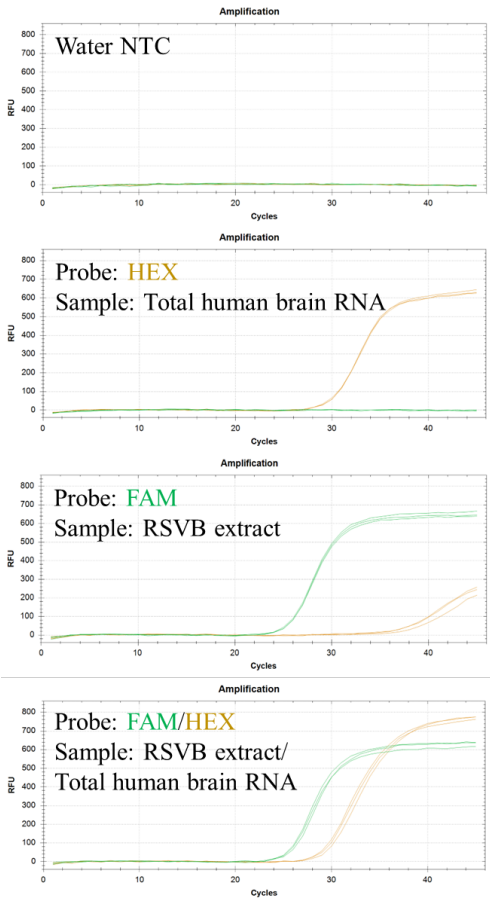 Amplification
800
700
600
500
400
300
200
100
0
RFU
Water NTC
0 10 20 30 40
Cycles
Amplification
800
700
600
500
400
300
200
100
0
RFU
Probe: HEX
Sample: Total human brain RNA
0 10 20 30 40
Cycles
Amplification
800
700
600
500
400
300
200
100
0
RFU
Probe: FAM
Sample: RSVB extract
0 10 20 30 40
Cycles
Amplification
800
700
600
500
400
300
200
100
0
RFU
Probe: FAM/HEX
Sample: RSVB extract/
Total human brain RNA
0 10 20 30 40
Cycles